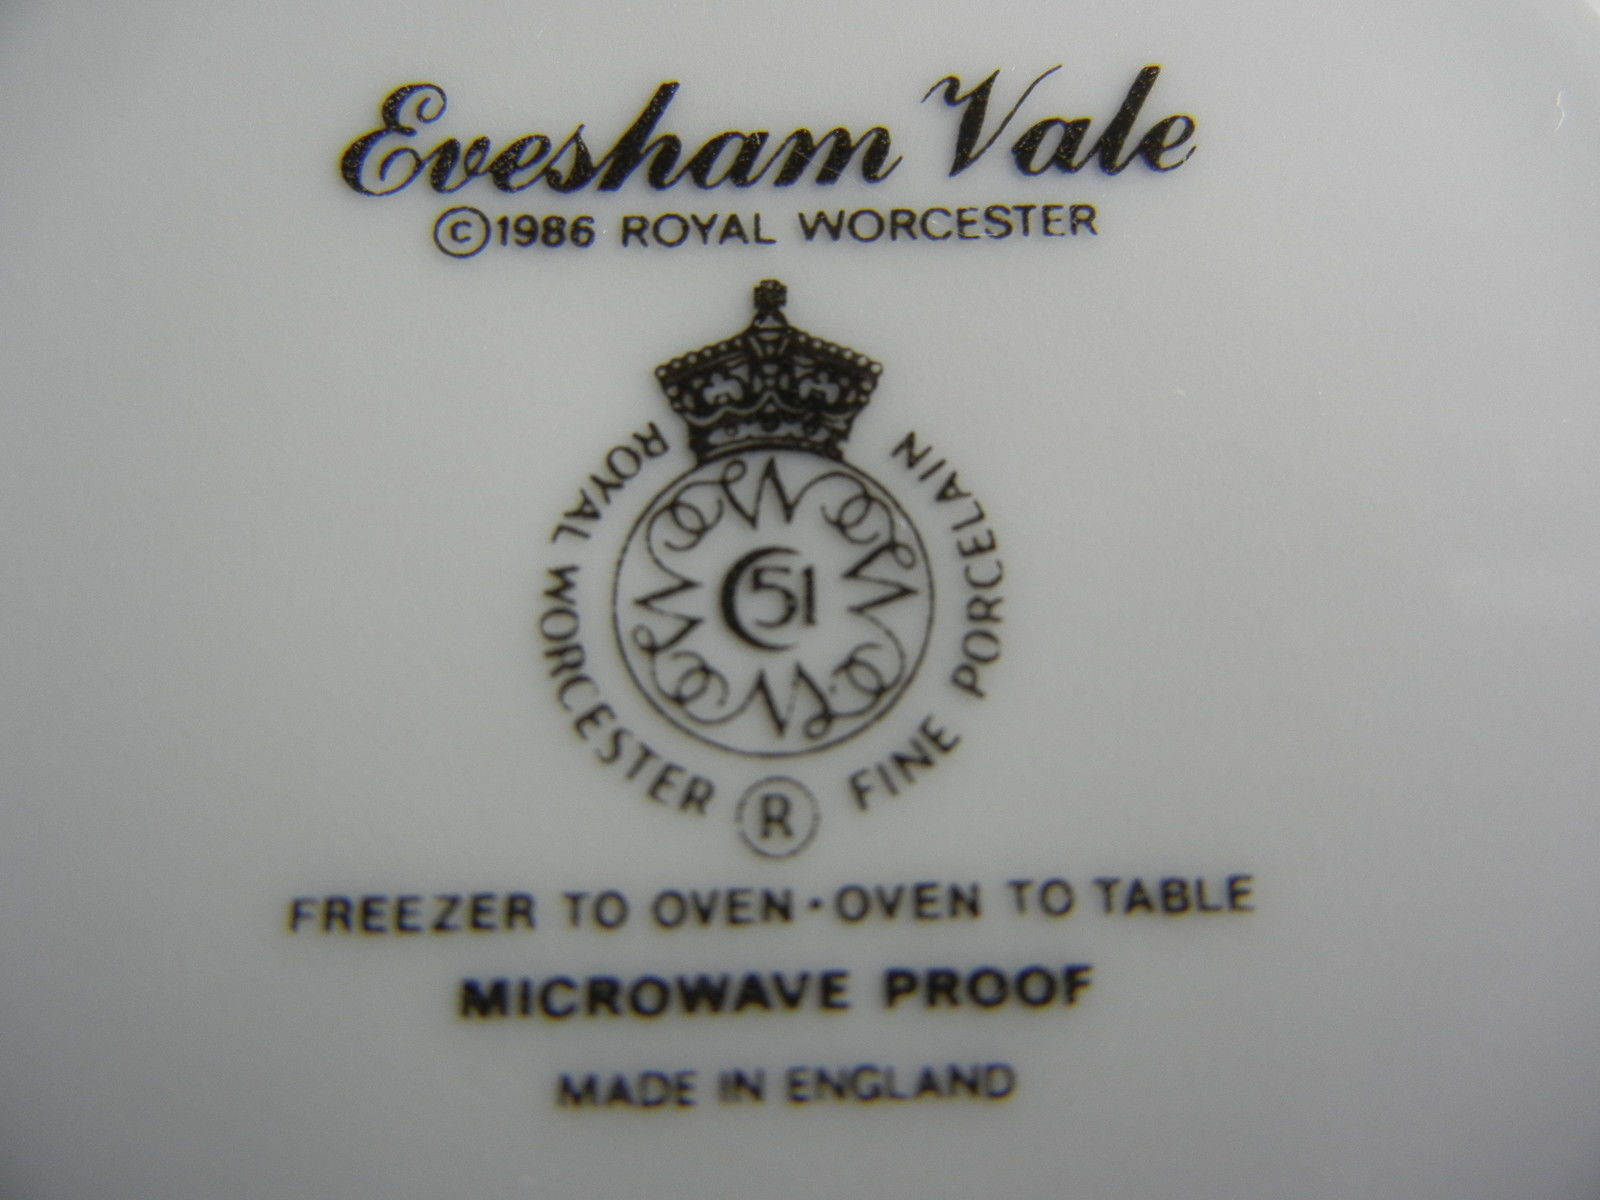 Evesham Vale
©1986 ROYAL WORCESTER
ROYAL WORCESTER ® FINE PORCELAIN
51
FREEZER TO OVEN · OVEN TO TABLE
MICROWAVE PROOF
MADE IN ENGLAND